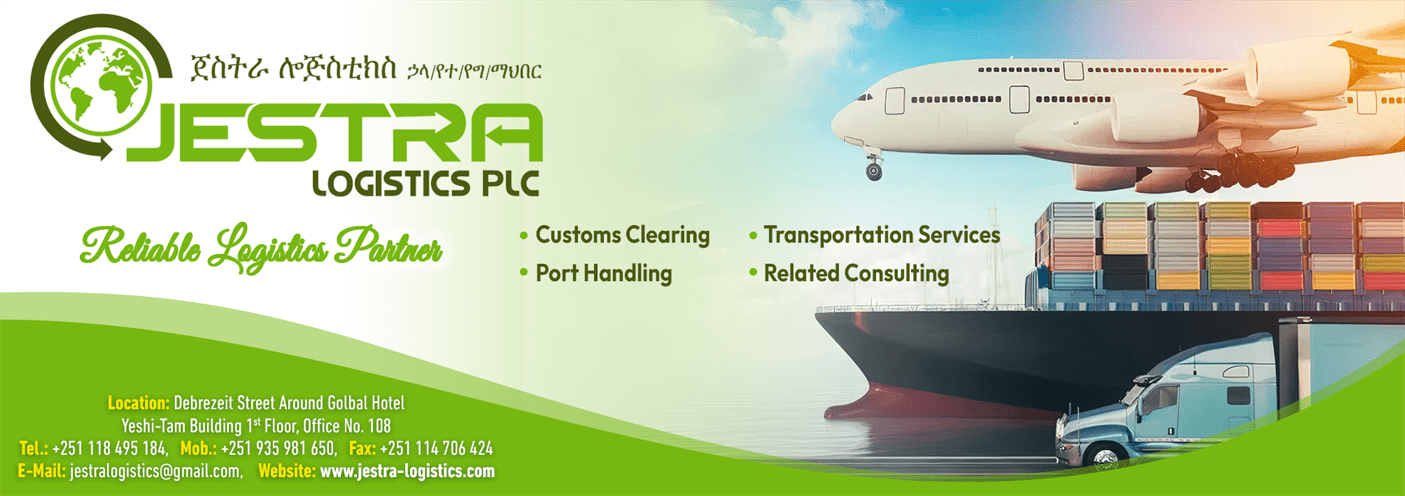 ጀስትራ ሎጅስቲክስ ኃላ/የተ/የግ/ማህበር
JESTRA
LOGISTICS PLC
Reliable Logistics Partner
• Customs Clearing
• Port Handling
• Transportation Services
• Related Consulting
Location: Debrezeit Street Around Golbal Hotel
Yeshi-Tam Building 1st Floor, Office No. 108
Tel.: +251 118 495 184, Mob.: +251 935 981 650, Fax: +251 114 706 424
E-Mail: jestralogistics@gmail.com, Website: www.jestra-logistics.com